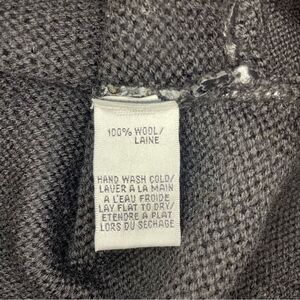 100% WOOL/
LAINE
HAND WASH COLD/
LAVER A LA MAIN
A L'EAU FROIDE
LAY FLAT TO DRY/
ETENDRE A PLAT
LORS DU SECHAGE